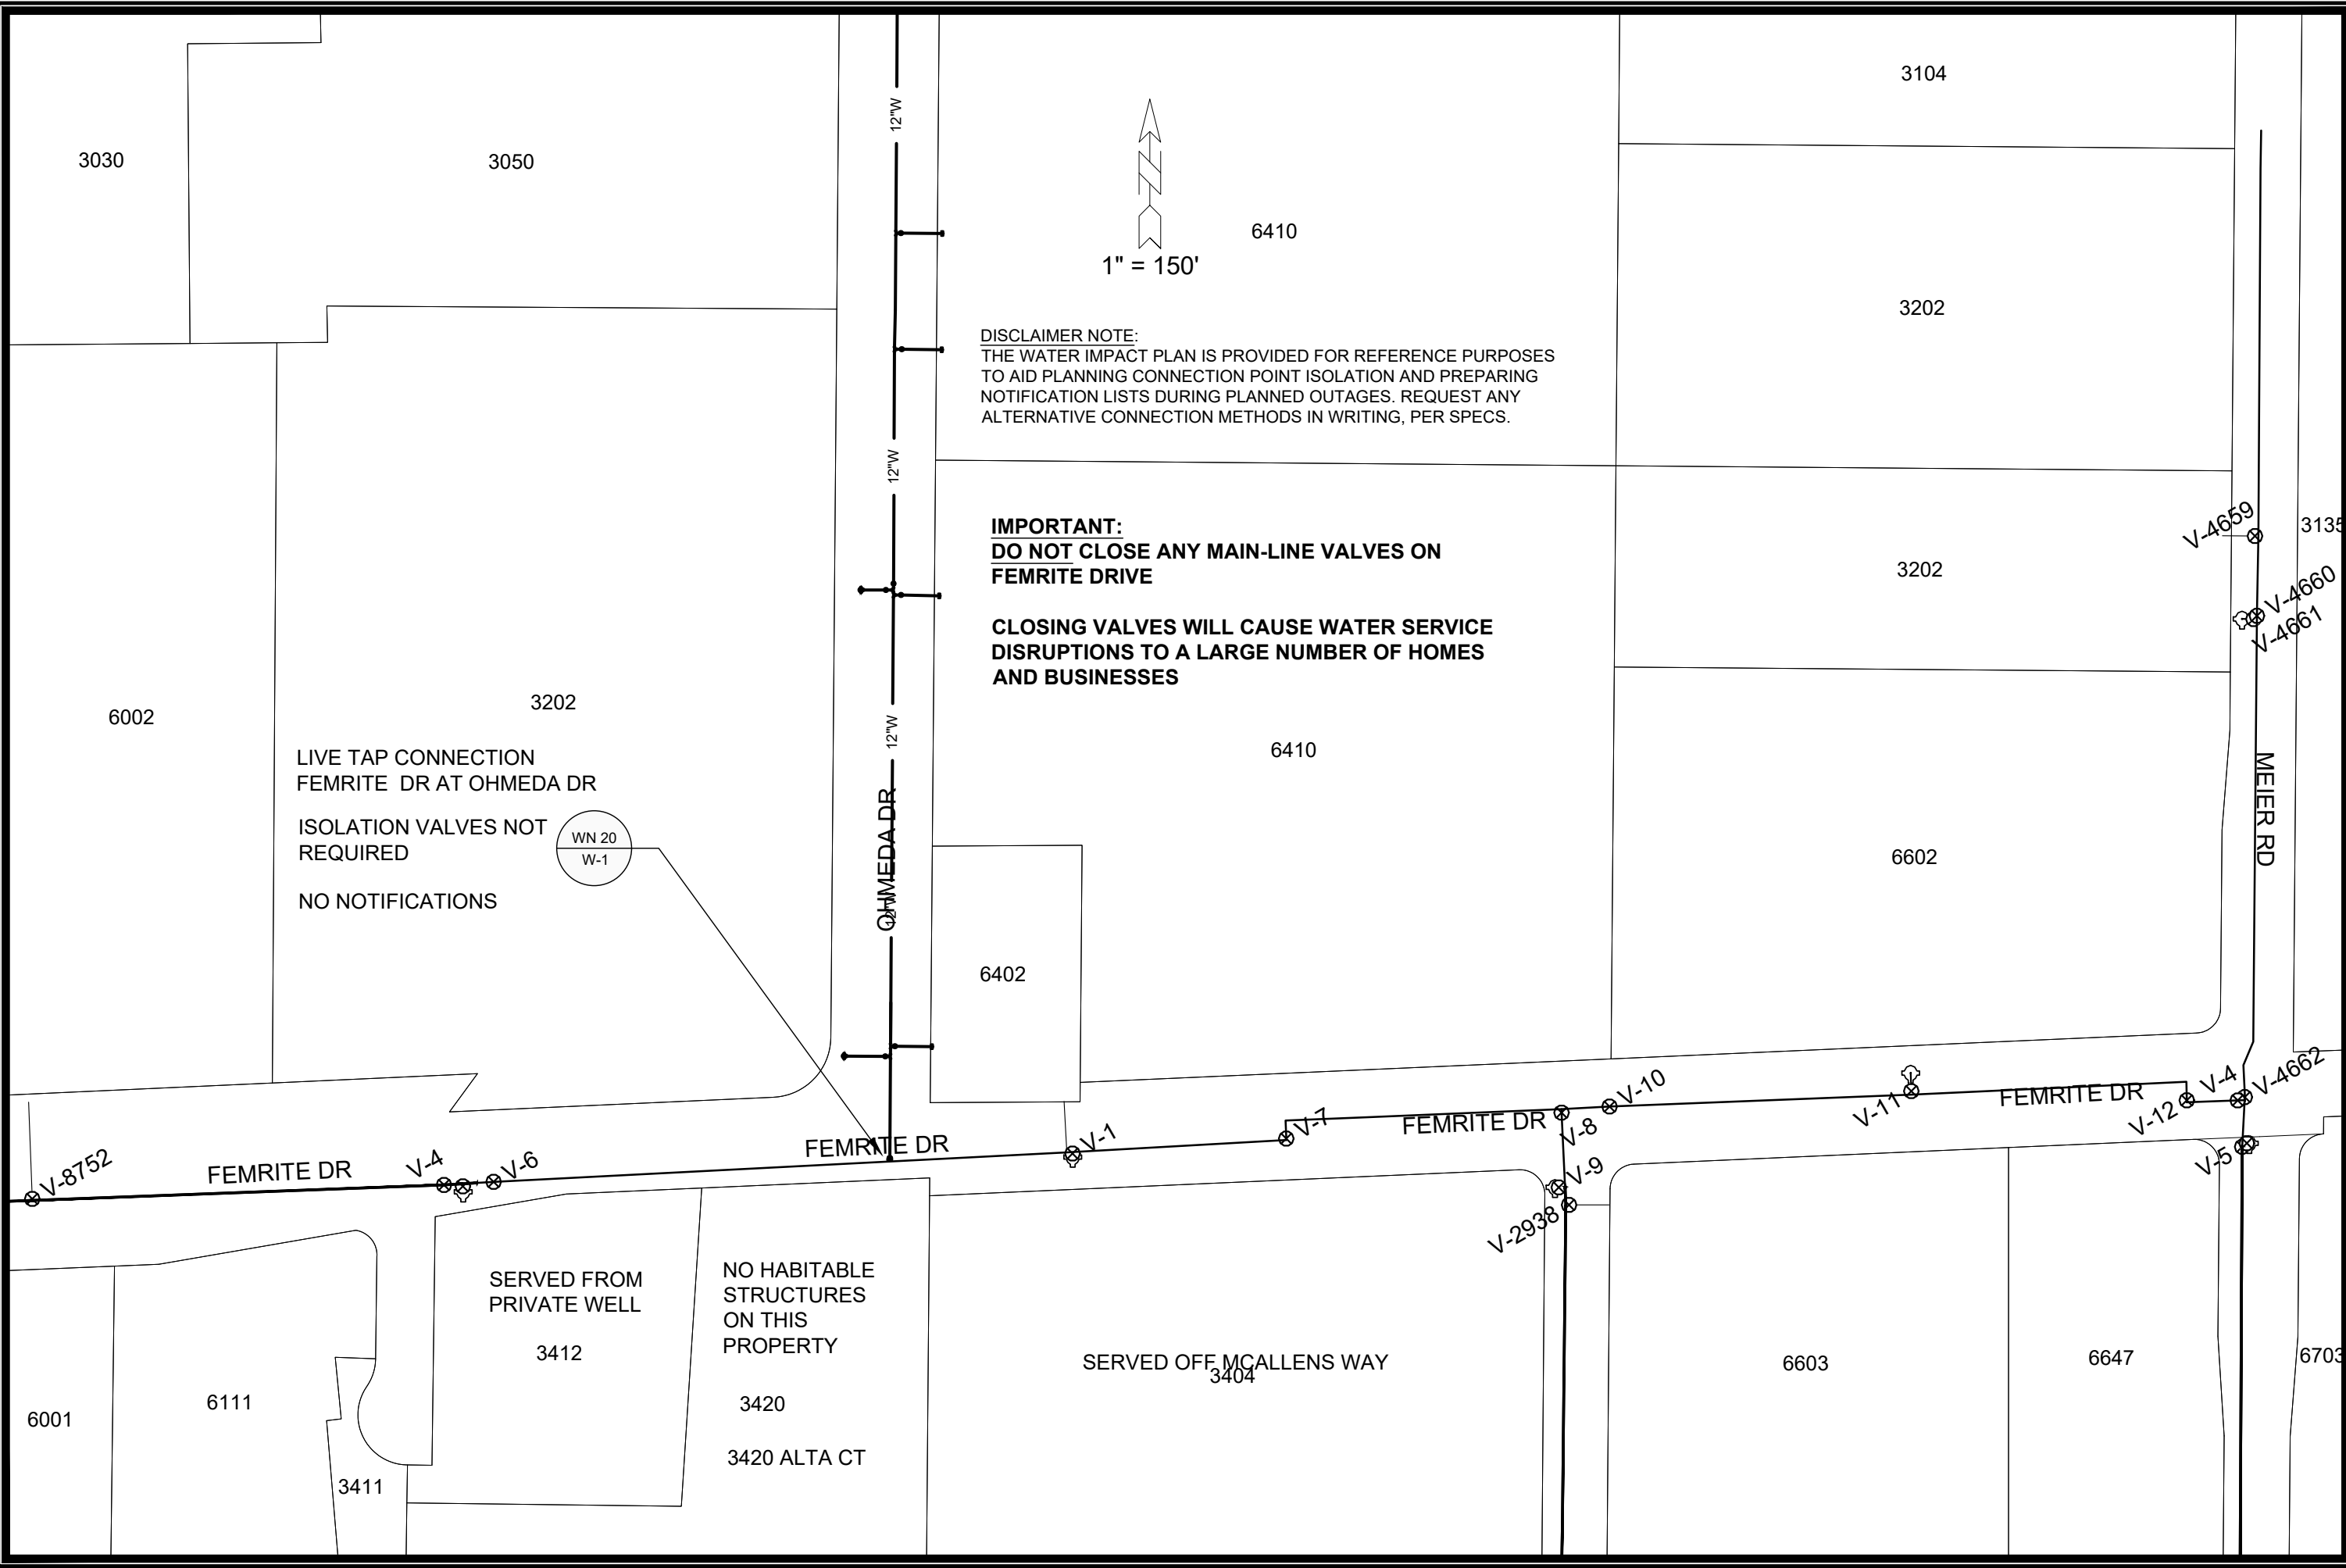 3104
3030
3050
12"W
6410
1" = 150'
3202
DISCLAIMER NOTE:
THE WATER IMPACT PLAN IS PROVIDED FOR REFERENCE PURPOSES
TO AID PLANNING CONNECTION POINT ISOLATION AND PREPARING
NOTIFICATION LISTS DURING PLANNED OUTAGES. REQUEST ANY
ALTERNATIVE CONNECTION METHODS IN WRITING, PER SPECS.
12"W
IMPORTANT:
DO NOT CLOSE ANY MAIN-LINE VALVES ON
FEMRITE DRIVE
CLOSING VALVES WILL CAUSE WATER SERVICE
DISRUPTIONS TO A LARGE NUMBER OF HOMES
AND BUSINESSES
V-4659
3135
3202
V-4660
V-4661
6002
3202
12"W
6410
LIVE TAP CONNECTION
FEMRITE  DR AT OHMEDA DR
ISOLATION VALVES NOT
REQUIRED
NO NOTIFICATIONS
WN 20
W-1
OHMEDA DR
12"W
MEIER RD
6602
6402
V-8752
FEMRITE DR
V-4
V-6
FEMRITE DR
V-1
V-7
FEMRITE DR
V-8
V-10
V-11
FEMRITE DR
V-12
V-4
V-4662
V-5
V-9
V-2938
SERVED FROM
PRIVATE WELL
3412
NO HABITABLE
STRUCTURES
ON THIS
PROPERTY
3420
3420 ALTA CT
SERVED OFF MCALLENS WAY
3404
6603
6647
6703
6001
6111
3411